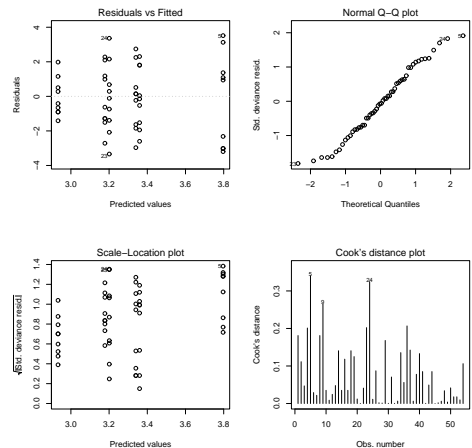 Residuals vs Fitted
Residuals
−4 −2 0 2 4
24
5
23
3.0 3.2 3.4 3.6 3.8
Predicted values
Normal Q−Q plot
Std. deviance resid.
−1 0 1 2
24
5
23
−2 −1 0 1 2
Theoretical Quantiles
Scale−Location plot
√|Std. deviance resid.|
0.0 0.2 0.4 0.6 0.8 1.0 1.2 1.4
24
5
3.0 3.2 3.4 3.6 3.8
Predicted values
Cook's distance plot
Cook's distance
0.0 0.1 0.2 0.3
5
9
24
0 10 20 30 40 50
Obs. number